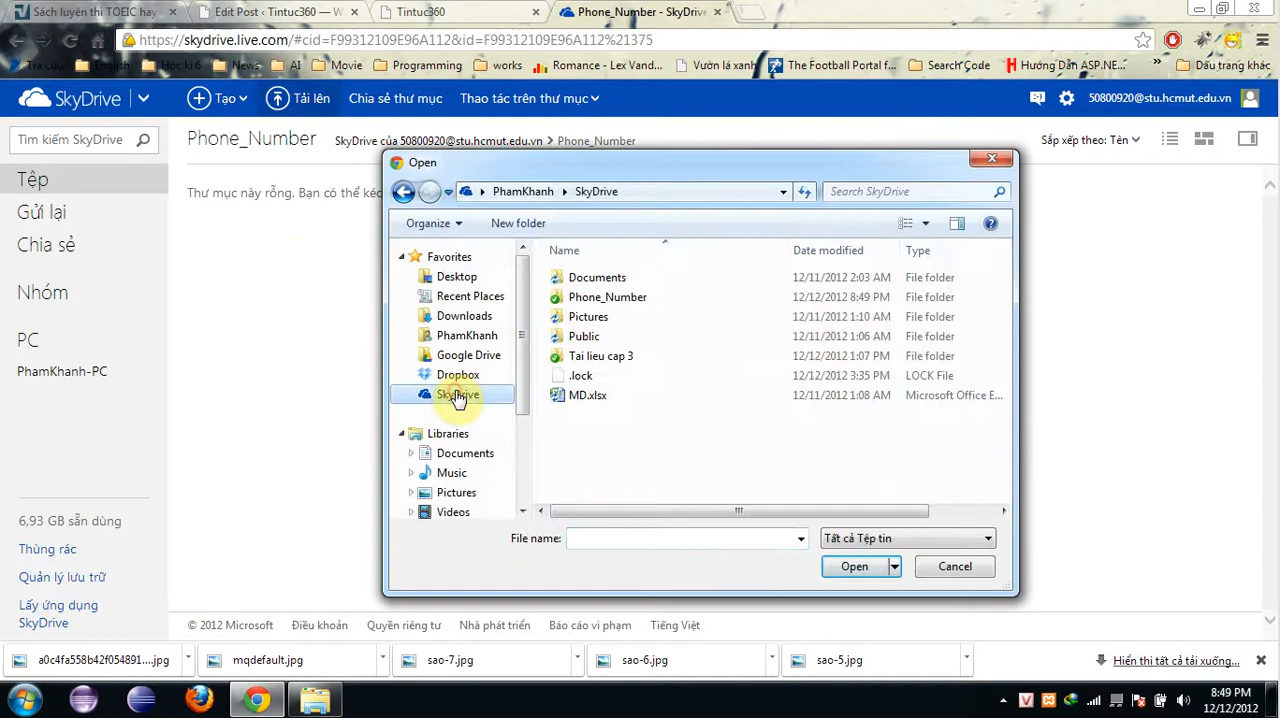 Sách luyện thi TOEIC hay
Edit Post ‹ Tintuc360 — W
Tintuc360
Phone_Number - SkyDriv
https://skydrive.live.com/#cid=F99312109E96A112&id=F99312109E96A112%21375
Tra cuu
English
Hoc ki 6
News
AI
Movie
Programming
works
Romance - Lex Vand...
Vườn lá xanh
The Football Portal f...
Search Code
Hướng Dẫn ASP.NE...
»
Dấu trang khác
SkyDrive
Tạo
Tải lên
Chia sẻ thư mục
Thao tác trên thư mục
50800920@stu.hcmut.edu.vn
Tìm kiếm SkyDrive
Phone_Number
SkyDrive của 50800920@stu.hcmut.edu.vn > Phone_Number
Sắp xếp theo: Tên
Tệp
Gửi lại
Chia sẻ
Nhóm
PC
PhamKhanh-PC
Thư mục này rỗng. Bạn có thể ké
Open
PhamKhanh
SkyDrive
Search SkyDrive
Organize
New folder
Favorites
Desktop
Recent Places
Downloads
PhamKhanh
Google Drive
Dropbox
SkyDrive
Libraries
Documents
Music
Pictures
Videos
Name Date modified Type
Documents 12/11/2012 2:03 AM File folder
Phone_Number 12/12/2012 8:49 PM File folder
Pictures 12/11/2012 1:10 AM File folder
Public 12/11/2012 1:06 AM File folder
Tai lieu cap 3 12/12/2012 1:07 PM File folder
.lock 12/12/2012 3:35 PM LOCK File
MD.xlsx 12/11/2012 1:08 AM Microsoft Office E...
File name:
Tất cả Tệp tin
Open
Cancel
6,93 GB sẵn dùng
Thùng rác
Quản lý lưu trữ
Lấy ứng dụng
SkyDrive
© 2012 Microsoft
Điều khoản
Quyền riêng tư
Nhà phát triển
Báo cáo vi phạm
Tiếng Việt
a0c4fa558b42f054891....jpg
mqdefault.jpg
sao-7.jpg
sao-6.jpg
sao-5.jpg
Hiển thị tất cả tải xuống...
8:49 PM
12/12/2012